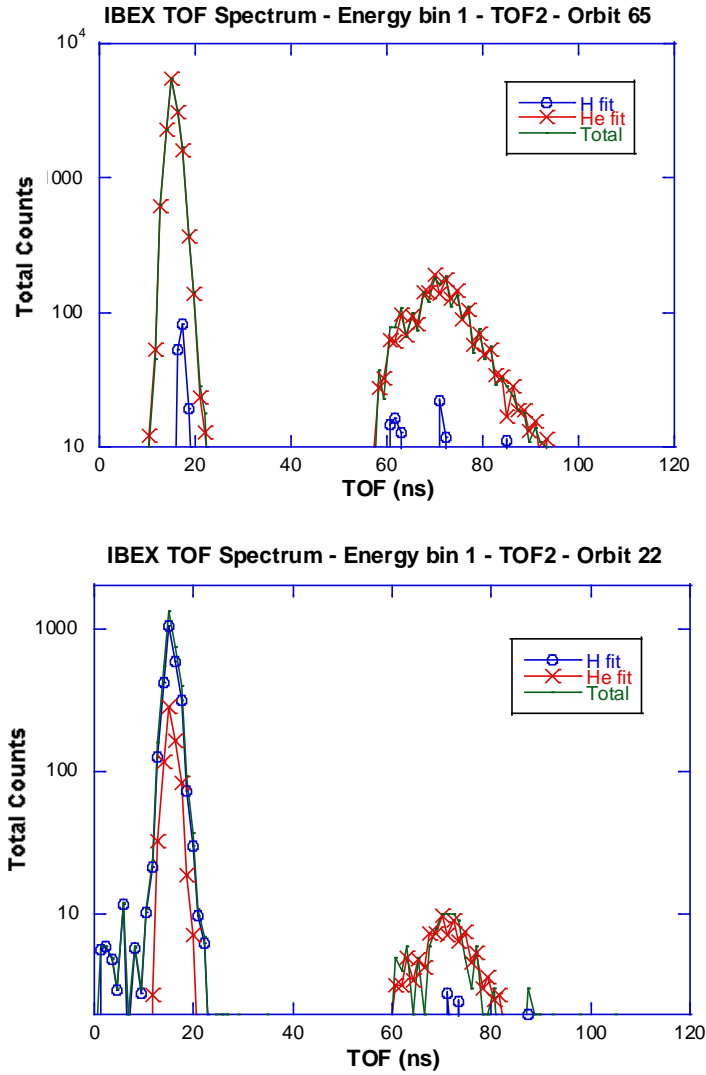 IBEX TOF Spectrum - Energy bin 1 - TOF2 - Orbit 65
10^4
1000
100
10
Total Counts
H fit
He fit
Total
0 20 40 60 80 100 120
TOF (ns)
IBEX TOF Spectrum - Energy bin 1 - TOF2 - Orbit 22
1000
100
10
Total Counts
H fit
He fit
Total
0 20 40 60 80 100 120
TOF (ns)